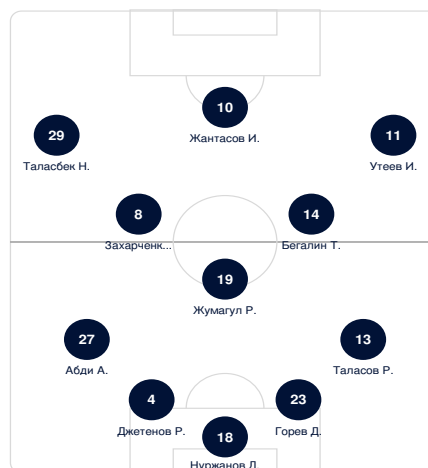 10
Жантасов И.
29
Таласбек Н.
11
Утеев И.
8
Захарченк...
14
Бегалин Т.
19
Жумагул Р.
27
Абди А.
13
Таласов Р.
4
Джетенов Р.
23
Горев Д.
18
Нуржанов Д.